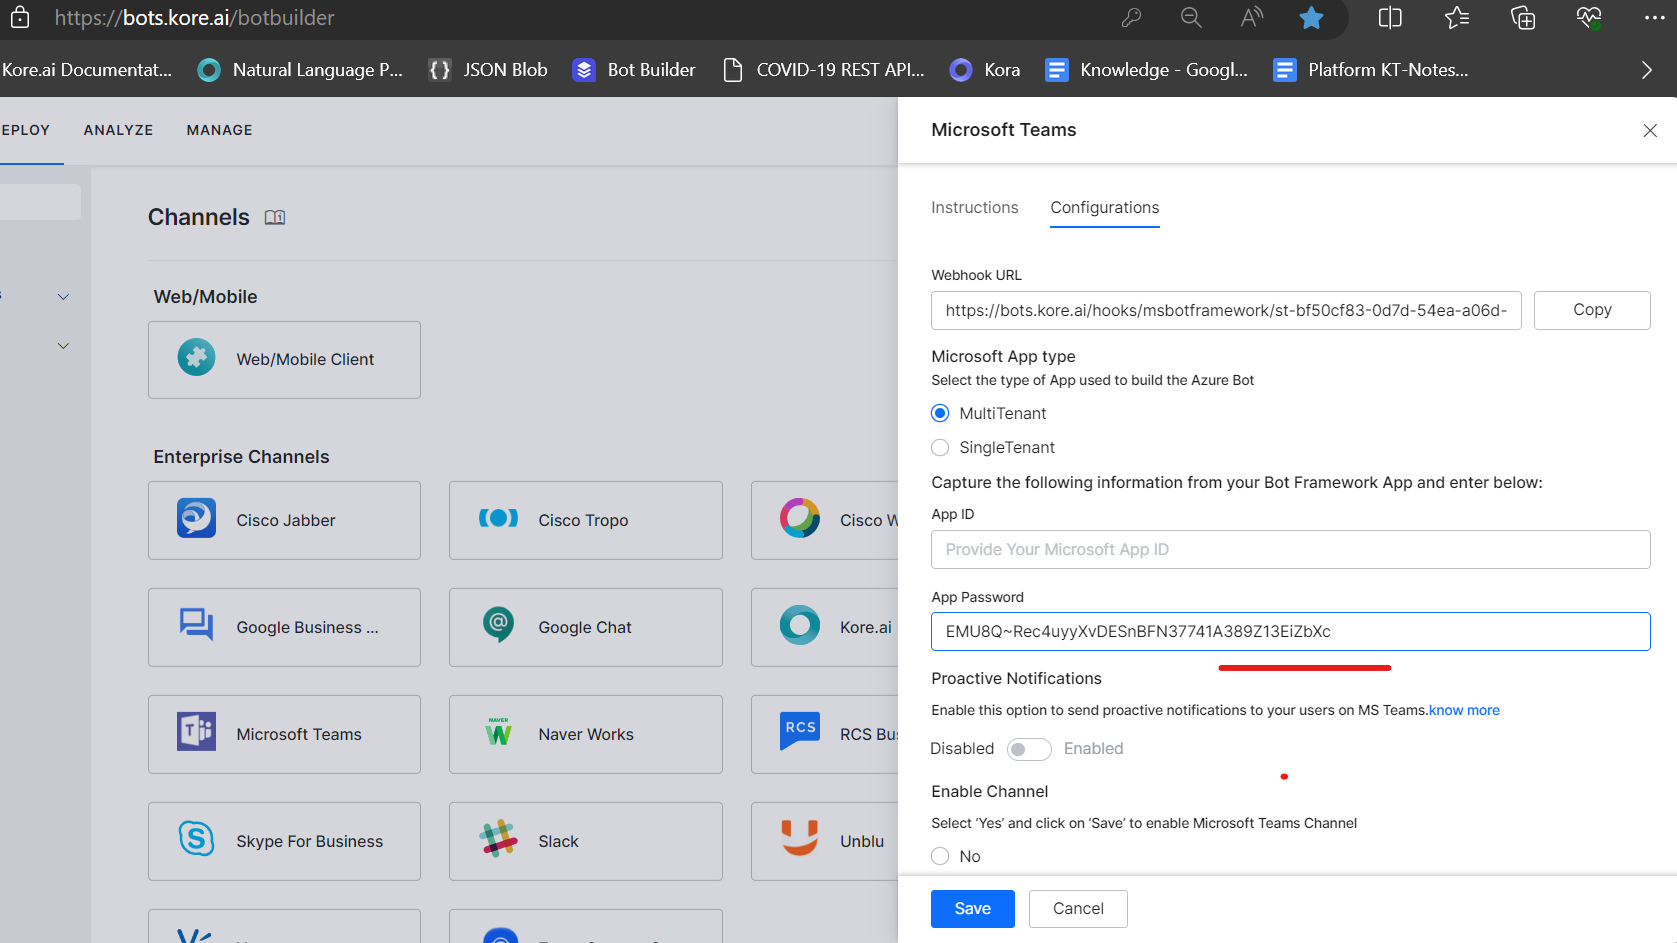 https://bots.kore.ai/botbuilder
Kore.ai Documentat... Natural Language P... JSON Blob Bot Builder COVID-19 REST API... Kora Knowledge - Googl... Platform KT-Notes...
EPLOY ANALYZE MANAGE
Microsoft Teams
Channels
Instructions Configurations
Web/Mobile
Web/Mobile Client
Enterprise Channels
Cisco Jabber Cisco Tropo Cisco W
Google Business ... Google Chat Kore.ai
Microsoft Teams NAVER Naver Works RCS RCS Bus
Skype For Business Slack Unblu
Webhook URL
https://bots.kore.ai/hooks/msbotframework/st-bf50cf83-0d7d-54ea-a06d- Copy
Microsoft App type
Select the type of App used to build the Azure Bot
MultiTenant
SingleTenant
Capture the following information from your Bot Framework App and enter below:
App ID
Provide Your Microsoft App ID
App Password
EMU8Q~Rec4uyyXvDESnBFN37741A389Z13EiZbXc
Proactive Notifications
Enable this option to send proactive notifications to your users on MS Teams.know more
Disabled Enabled
Enable Channel
Select ‘Yes’ and click on ‘Save’ to enable Microsoft Teams Channel
No
Save Cancel